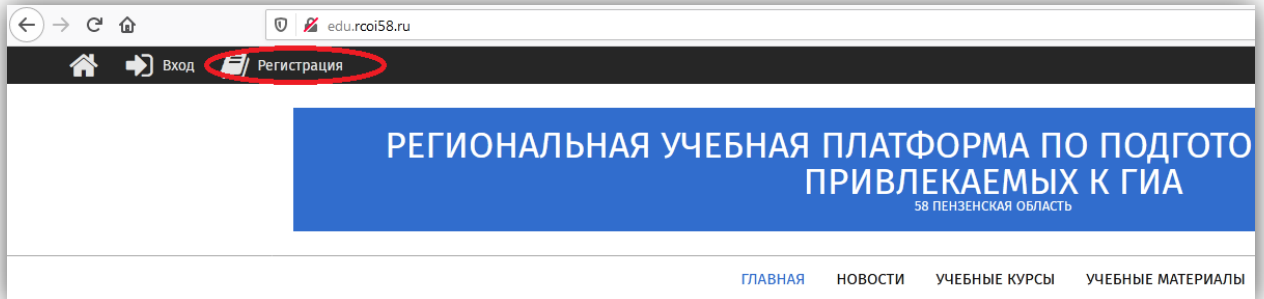 edu.rcoi58.ru
Вход Регистрация
РЕГИОНАЛЬНАЯ УЧЕБНАЯ ПЛАТФОРМА ПО ПОДГОТО
ПРИВЛЕКАЕМЫХ К ГИА
58 ПЕНЗЕНСКАЯ ОБЛАСТЬ
ГЛАВНАЯ НОВОСТИ УЧЕБНЫЕ КУРСЫ УЧЕБНЫЕ МАТЕРИАЛЫ